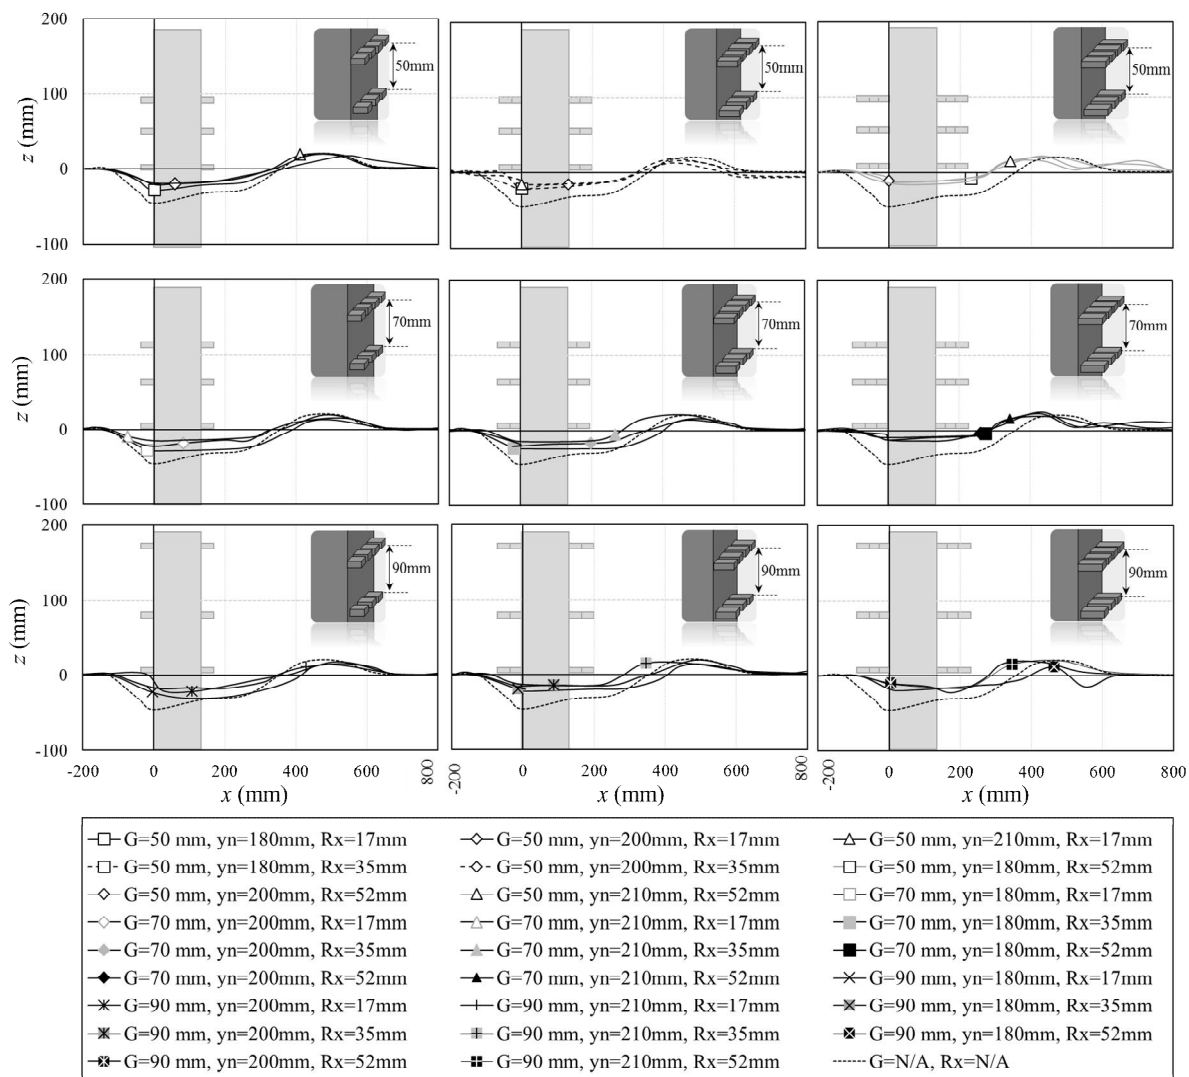 200
100
0
-100
z (mm)
50mm
50mm
50mm
200
100
0
-100
z (mm)
70mm
70mm
70mm
200
100
0
-100
z (mm)
90mm
90mm
90mm
-200 0 200 400 600 800
-200 0 200 400 600 800
-200 0 200 400 600 800
x (mm) x (mm) x (mm)
G=50 mm, yn=180mm, Rx=17mm G=50 mm, yn=200mm, Rx=17mm G=50 mm, yn=210mm, Rx=17mm
G=50 mm, yn=180mm, Rx=35mm G=50 mm, yn=200mm, Rx=35mm G=50 mm, yn=180mm, Rx=52mm
G=50 mm, yn=200mm, Rx=52mm G=50 mm, yn=210mm, Rx=52mm G=70 mm, yn=180mm, Rx=17mm
G=70 mm, yn=200mm, Rx=17mm G=70 mm, yn=210mm, Rx=17mm G=70 mm, yn=180mm, Rx=35mm
G=70 mm, yn=200mm, Rx=35mm G=70 mm, yn=210mm, Rx=35mm G=70 mm, yn=180mm, Rx=52mm
G=70 mm, yn=200mm, Rx=52mm G=70 mm, yn=210mm, Rx=52mm G=90 mm, yn=180mm, Rx=17mm
G=90 mm, yn=200mm, Rx=17mm G=90 mm, yn=210mm, Rx=17mm G=90 mm, yn=180mm, Rx=35mm
G=90 mm, yn=200mm, Rx=35mm G=90 mm, yn=210mm, Rx=35mm G=90 mm, yn=180mm, Rx=52mm
G=90 mm, yn=200mm, Rx=52mm G=90 mm, yn=210mm, Rx=52mm G=N/A, Rx=N/A